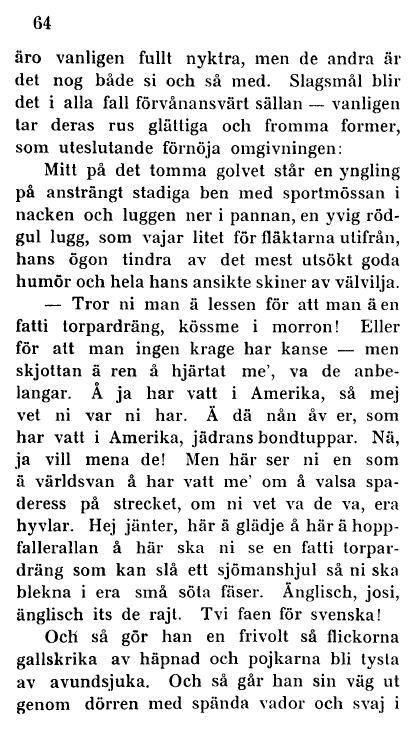 64
äro vanligen fullt nyktra, men de andra är
det nog både si och så med. Slagsmål blir
det i alla fall förvånansvärt sällan — vanligen
tar deras rus glättiga och fromma former,
som uteslutande förnöja omgivningen:
Mitt på det tomma golvet står en yngling
på ansträngt stadiga ben med sportmössan i
nacken och luggen ner i pannan, en yvig röd-
gul lugg, som vajar litet för fläktarna utifrån,
hans ögon tindra av det mest utsökt goda
humör och hela hans ansikte skiner av välvilja.
— Tror ni man ä lessen för att man ä en
fatti torpardräng, kössme i morron! Eller
för att man ingen krage har kanse — men
skjottan ä ren å hjärtat me', va de anbe-
langar. Å ja har vatt i Amerika, så mej
vet ni var ni har. Ä dä nån åv er, som
har vatt i Amerika, jädrans bondtuppar. Nä,
ja vill mena de! Men här ser ni en som
ä världsvan å har vatt me' om å valsa spa-
deress på strecket, om ni vet va de va, era
hyvlar. Hej jänter, här ä glädje å här ä hopp-
fallerallan å här ska ni se en fatti torpar-
dräng som kan slå ett sjömanshjul så ni ska
blekna i era små söta fäser. Änglisch, josi,
änglisch its de rajt. Tvi faen för svenska!
Och så gör han en frivolt så flickorna
gallskrika av häpnad och pojkarna bli tysta
av avundsjuka. Och så går han sin väg ut
genom dörren med spända vador och svaj i